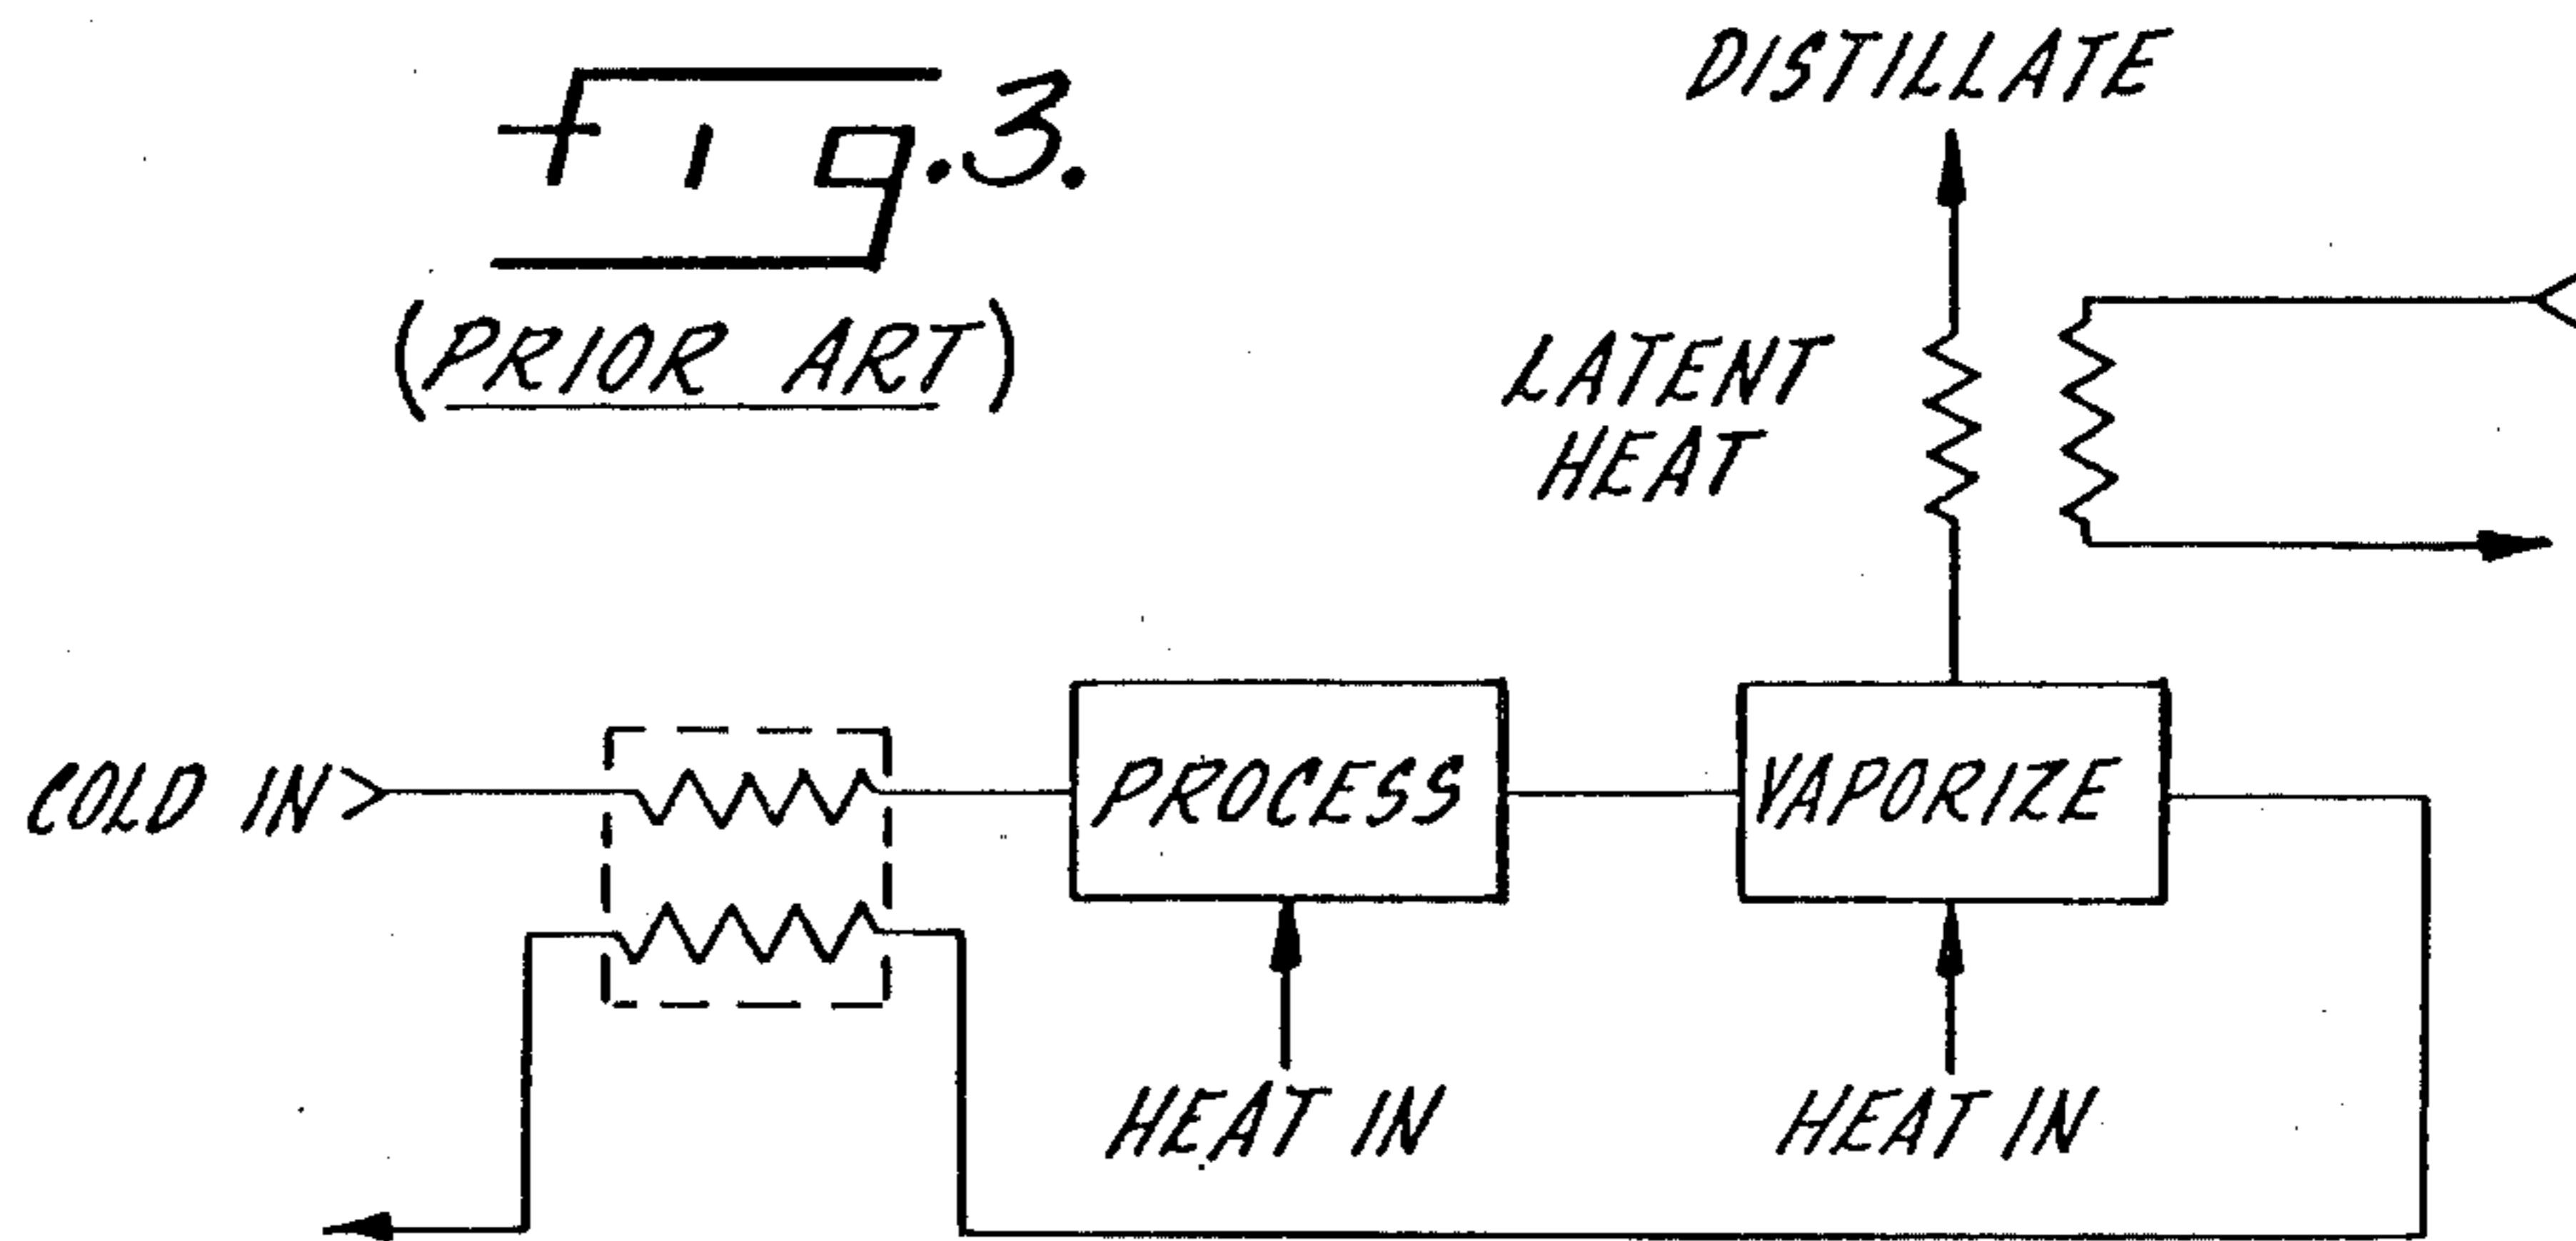 Fig.3.
(PRIOR ART)
DISTILLATE
LATENT
HEAT
COLD IN
PROCESS
VAPORIZE
HEAT IN
HEAT IN